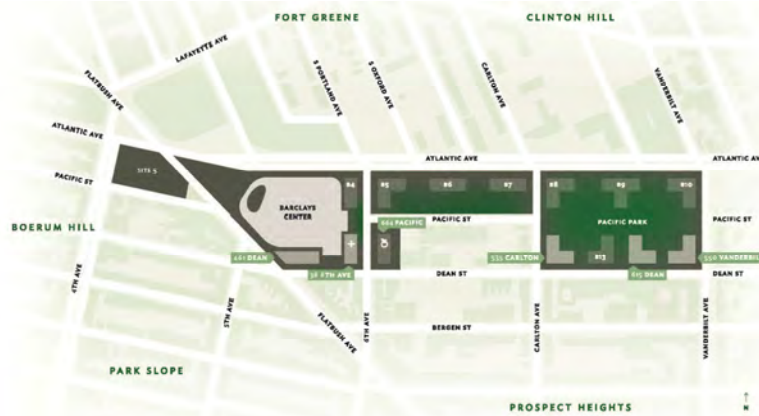 FORT GREENE
CLINTON HILL
LAFAYETTE AVE
FLATBUSH AVE
S PORTLAND AVE
S OXFORD AVE
CARLTON AVE
VANDERBILT AVE
ATLANTIC AVE
ATLANTIC AVE
ATLANTIC AV
SITE 5
PACIFIC ST
B4
B5
B6
B7
B8
B9
B10
BARCLAYS
CENTER
664 PACIFIC
PACIFIC ST
PACIFIC PARK
PACIFIC ST
BOERUM HILL
461 DEAN
38 6TH AVE
535 CARLTON
B13
615 DEAN
550 VANDERBIL
DEAN ST
DEAN ST
4TH AVE
5TH AVE
FLATBUSH AVE
6TH AVE
BERGEN ST
CARLTON AVE
VANDERBILT AVE
PARK SLOPE
PROSPECT HEIGHTS
N